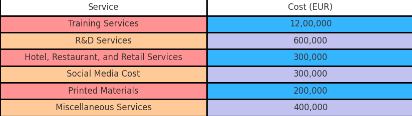 Service Cost (EUR)
Training Services 12,00,000
R&D Services 600,000
Hotel, Restaurant, and Retail Services 300,000
Social Media Cost 300,000
Printed Materials 200,000
Miscellaneous Services 400,000